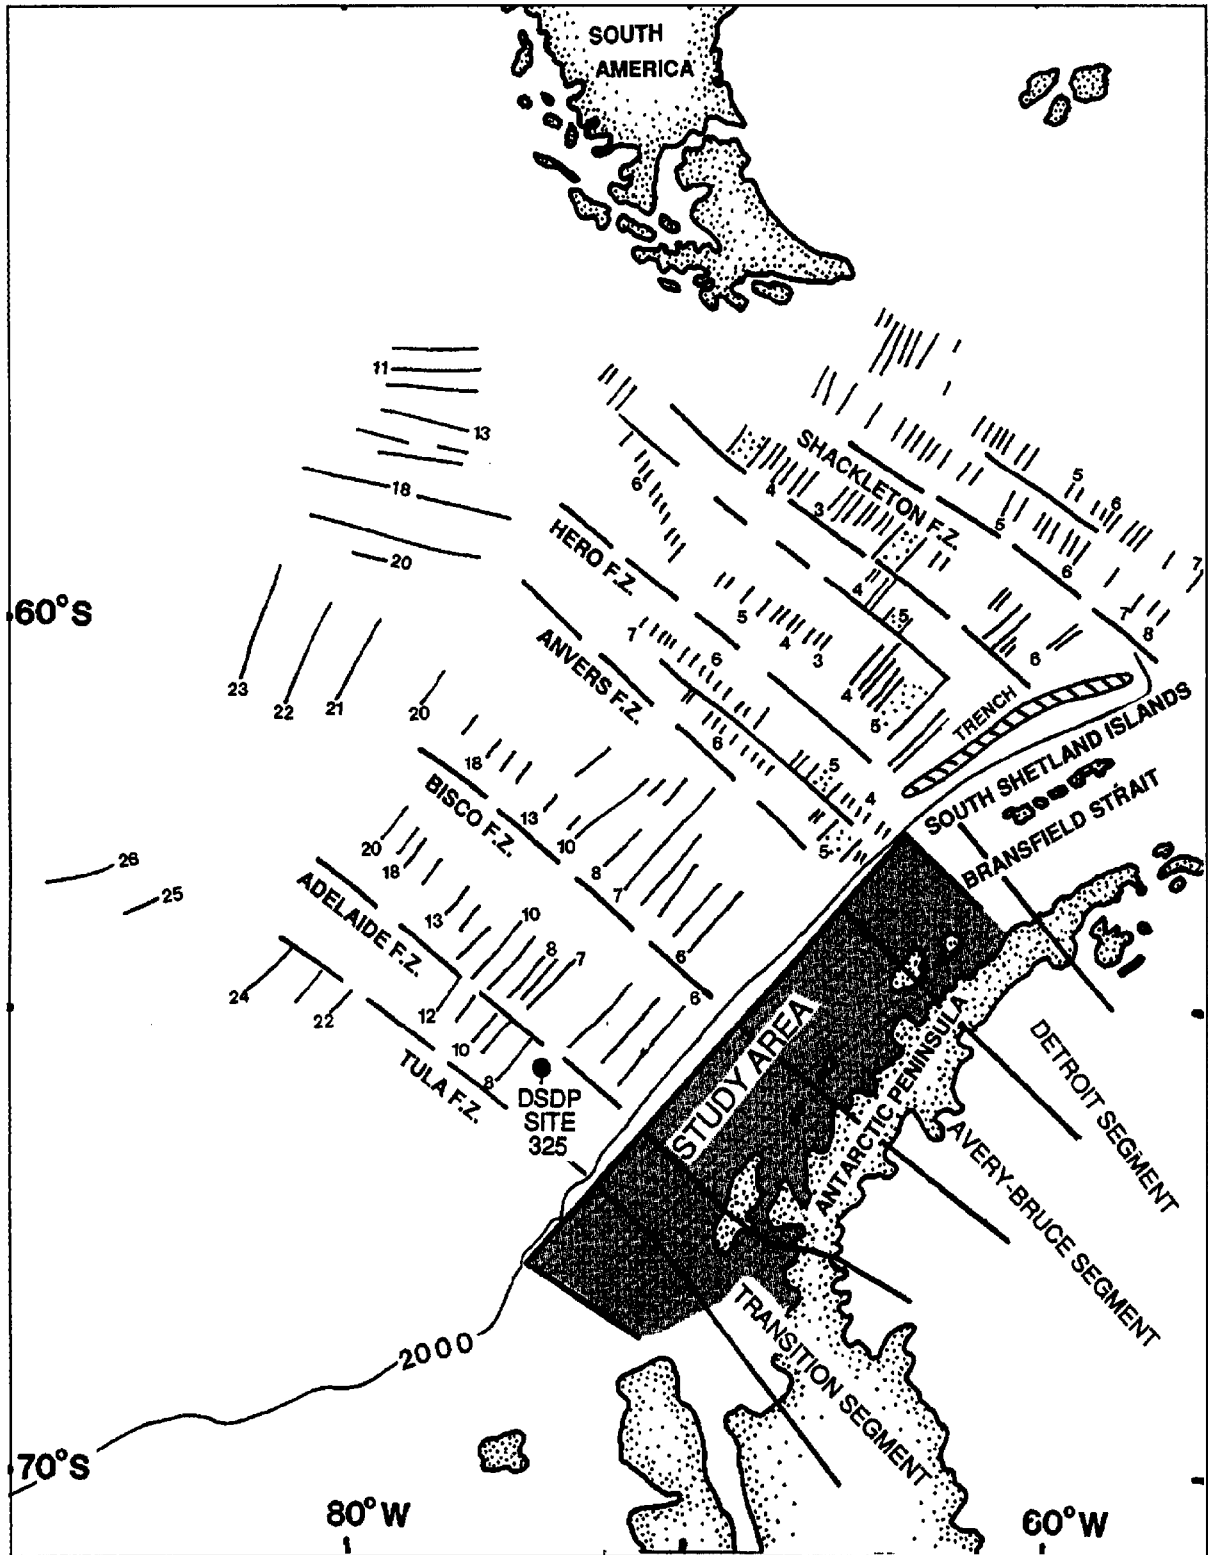 SOUTH
AMERICA
11
13
18
20
SHACKLETON F.Z.
5
6
7
4
3
5
6
6
HERO F.Z.
60°S
4
5
7
8
5
4
3
6
7
6
ANVERS F.Z.
23
22
21
20
4
5
TRENCH
6
5
4
5
SOUTH SHETLAND ISLANDS
BRANSFIELD STRAIT
18
13
10
8
7
6
BISCO F.Z.
20
18
13
10
8
7
6
26
25
ADELAIDE F.Z.
24
22
12
10
8
TULA F.Z.
DSDP
SITE
325
STUDY AREA
ANTARCTIC PENINSULA
DETROIT SEGMENT
AVERY-BRUCE SEGMENT
TRANSITION SEGMENT
2000
70°S
80°W
60°W